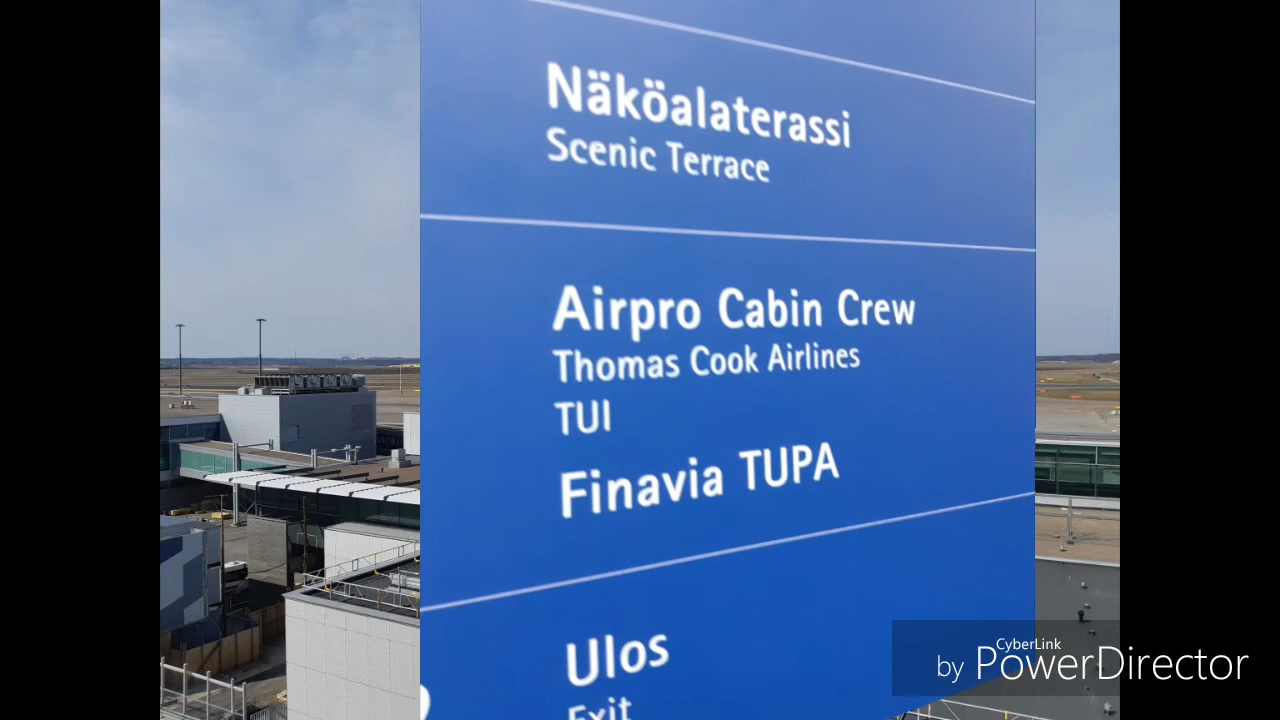 Näköalaterassi
Scenic Terrace
Airpro Cabin Crew
Thomas Cook Airlines
TUI
Finavia TUPA
Ulos
Exit
CyberLink
by PowerDirector